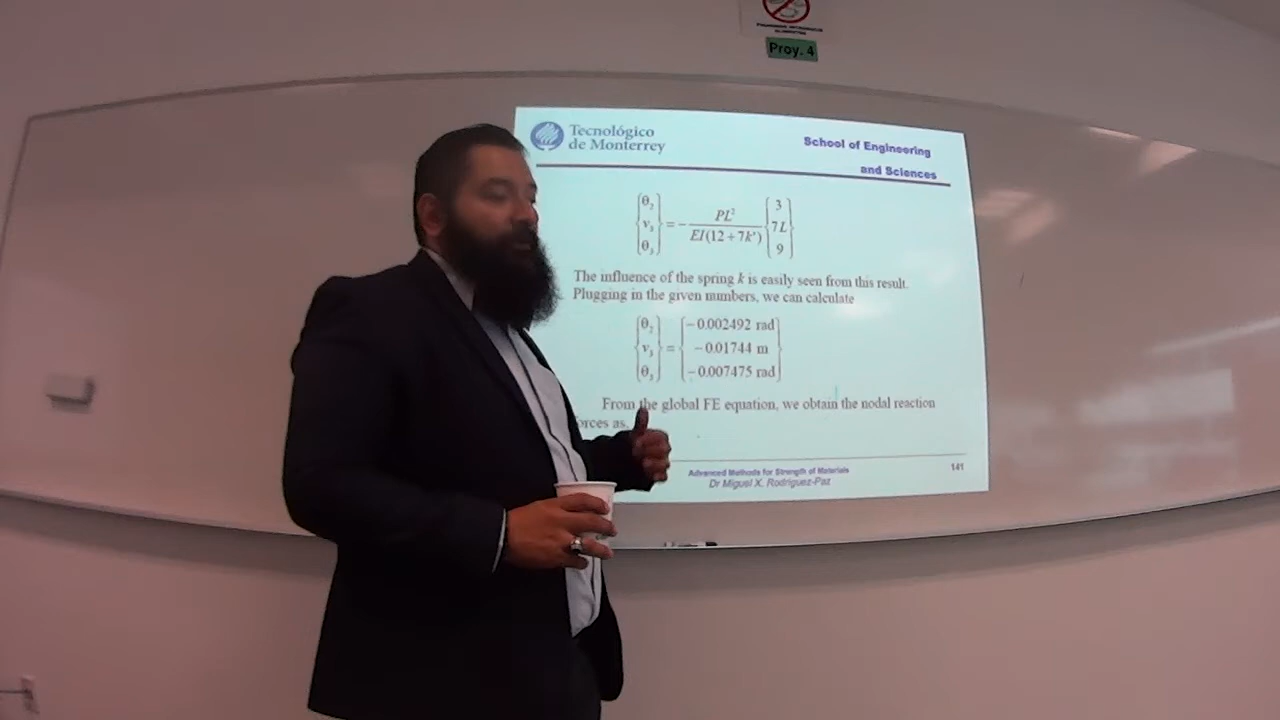 Proy. 4
Tecnológico
de Monterrey
School of Engineering
and Sciences
{θ₂ v₃ θ₃} = − PL² / EI(12 + 7k') {3 7L 9}
The influence of the spring k is easily seen from this result.
Plugging in the given numbers, we can calculate
{θ₂ v₃ θ₃} = {−0.002492 rad −0.01744 m −0.007475 rad}
From the global FE equation, we obtain the nodal reaction
orces as,
Advanced Methods for Strength of Materials
141
Dr Miguel X. Rodriguez-Paz